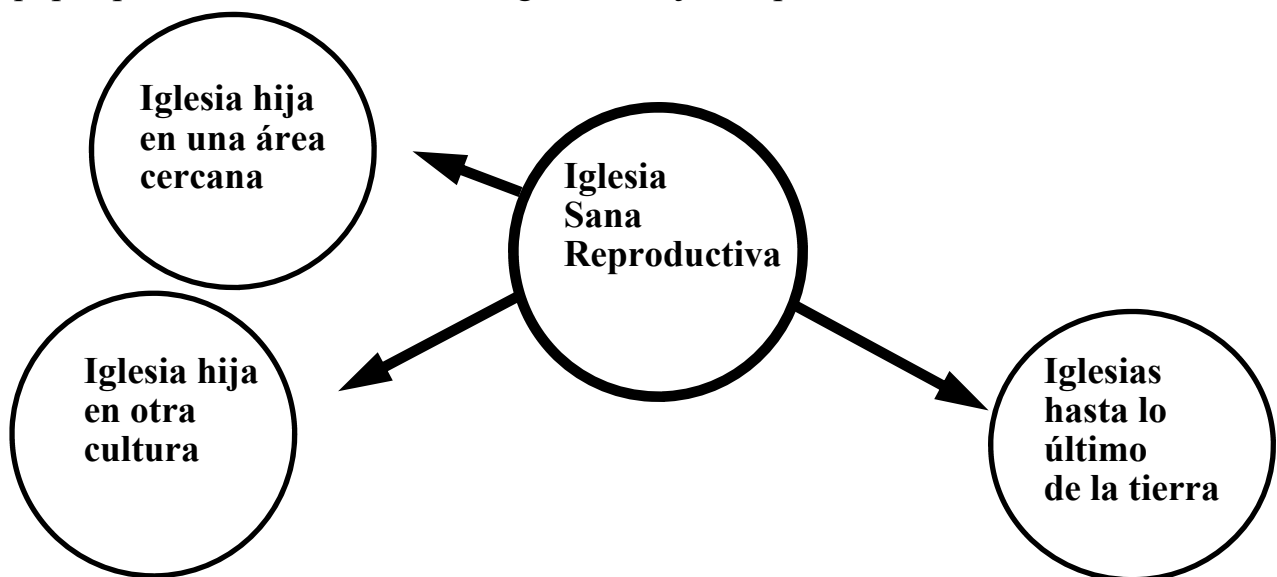 Iglesia hija
en una área
cercana
Iglesia
Sana
Reproductiva
Iglesia hija
en otra
cultura
Iglesias
hasta lo
último
de la tierra